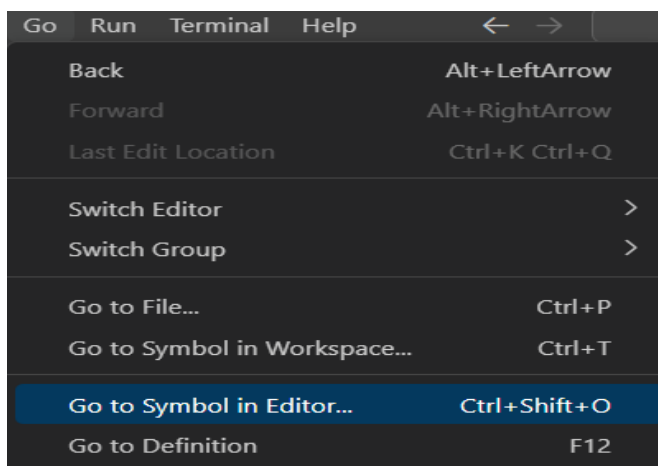 Go Run Terminal Help
Back Alt+LeftArrow
Forward Alt+RightArrow
Last Edit Location Ctrl+K Ctrl+Q
Switch Editor
Switch Group
Go to File... Ctrl+P
Go to Symbol in Workspace... Ctrl+T
Go to Symbol in Editor... Ctrl+Shift+O
Go to Definition F12